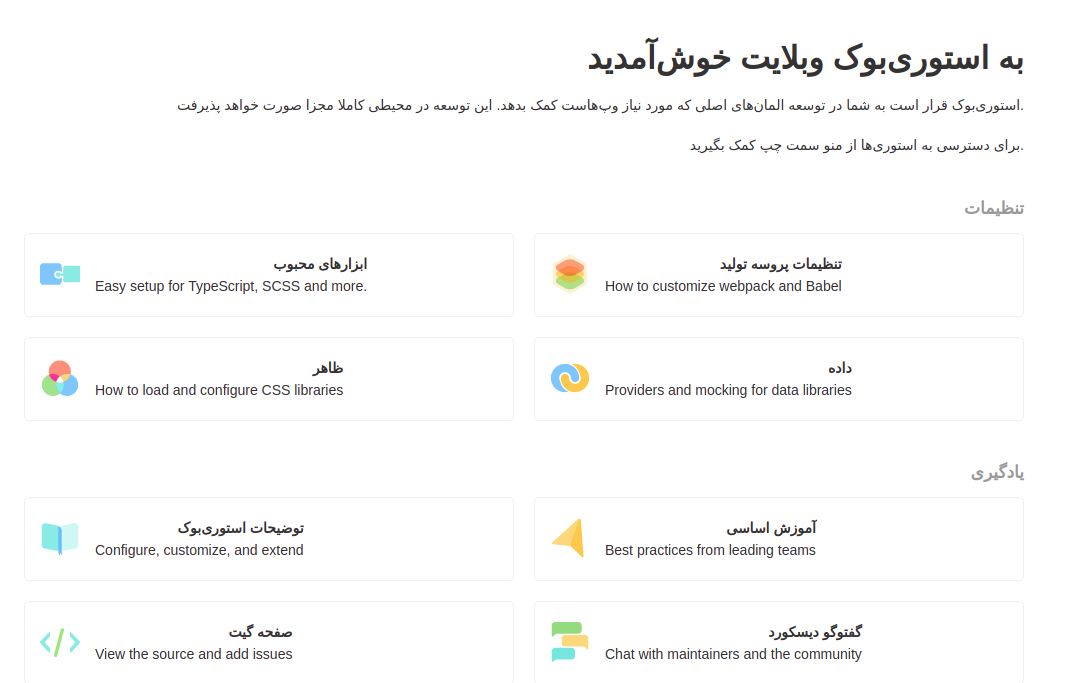 به استوری‌بوک وبلایت خوش‌آمدید
استوری‌بوک قرار است به شما در توسعه المان‌های اصلی که مورد نیاز وپ‌هاست کمک بدهد. این توسعه در محیطی کاملا مجزا صورت خواهد پذیرفت.
برای دسترسی به استوری‌ها از منو سمت چپ کمک بگیرید.
تنظیمات
تنظیمات پروسه تولید
How to customize webpack and Babel
ابزارهای محبوب
Easy setup for TypeScript, SCSS and more.
داده
Providers and mocking for data libraries
ظاهر
How to load and configure CSS libraries
یادگیری
آموزش اساسی
Best practices from leading teams
توضیحات استوری‌بوک
Configure, customize, and extend
گفتوگو دیسکورد
Chat with maintainers and the community
صفحه گیت
View the source and add issues